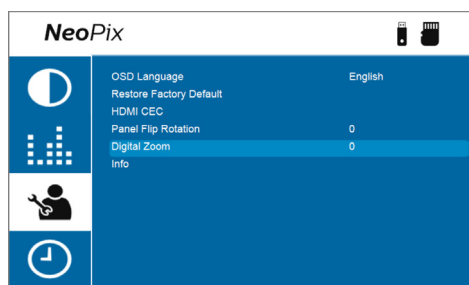 NeoPix
OSD Language English
Restore Factory Default
HDMI CEC
Panel Flip Rotation 0
Digital Zoom 0
Info